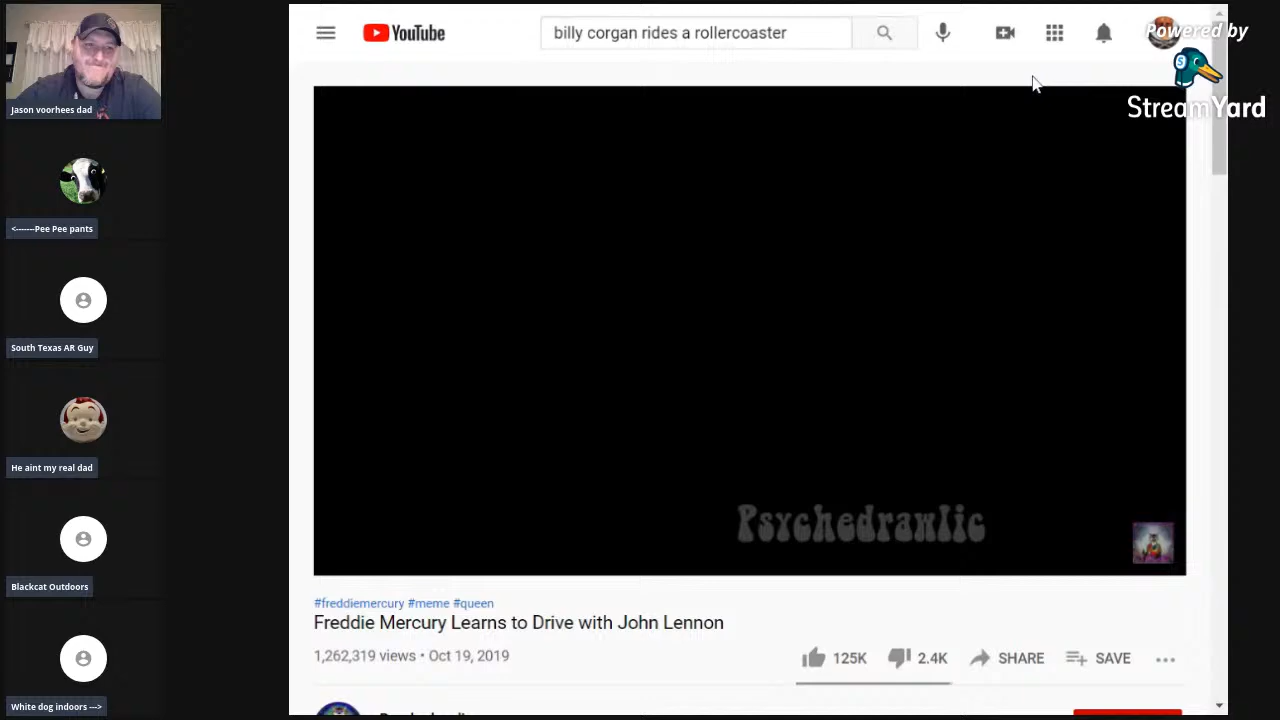 Jason voorhees dad
<-------Pee Pee pants
South Texas AR Guy
He aint my real dad
Blackcat Outdoors
White dog indoors --->
YouTube
billy corgan rides a rollercoaster
Powered by
StreamYard
S
Psychedrawlic
#freddiemercury #meme #queen
Freddie Mercury Learns to Drive with John Lennon
1,262,319 views • Oct 19, 2019
125K
2.4K
SHARE
SAVE